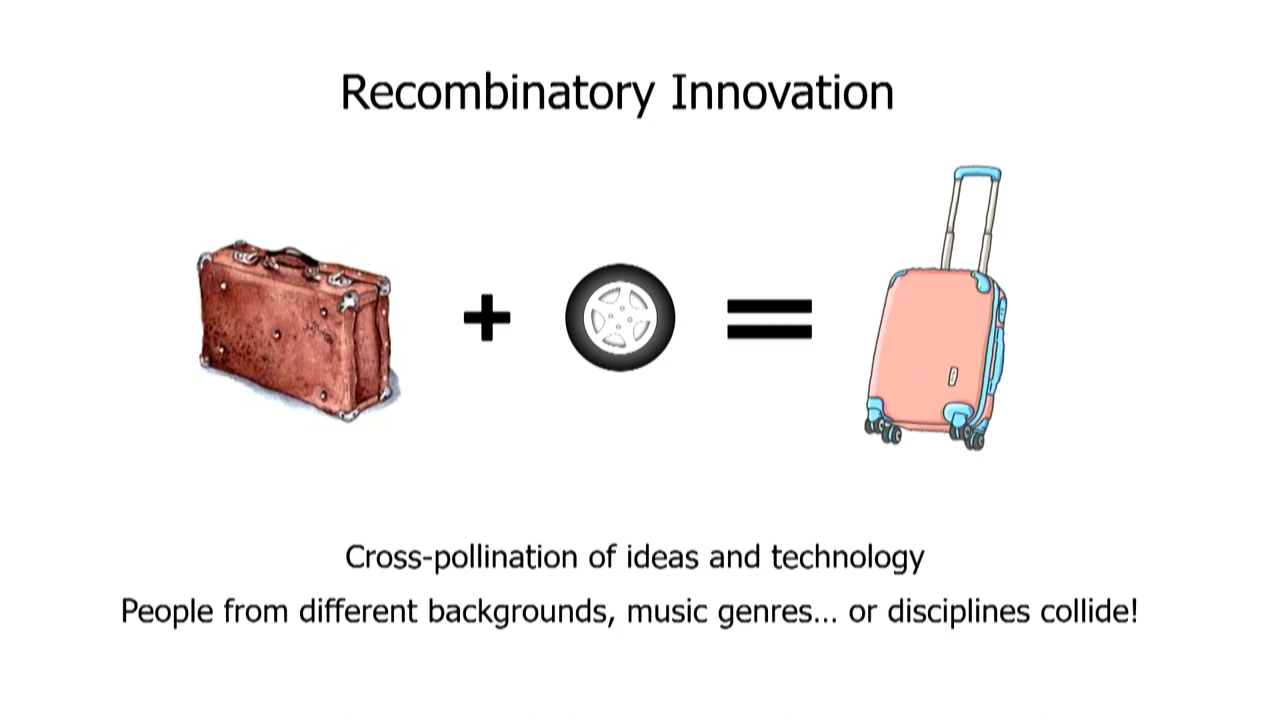 Recombinatory Innovation
+ =
Cross-pollination of ideas and technology
People from different backgrounds, music genres... or disciplines collide!